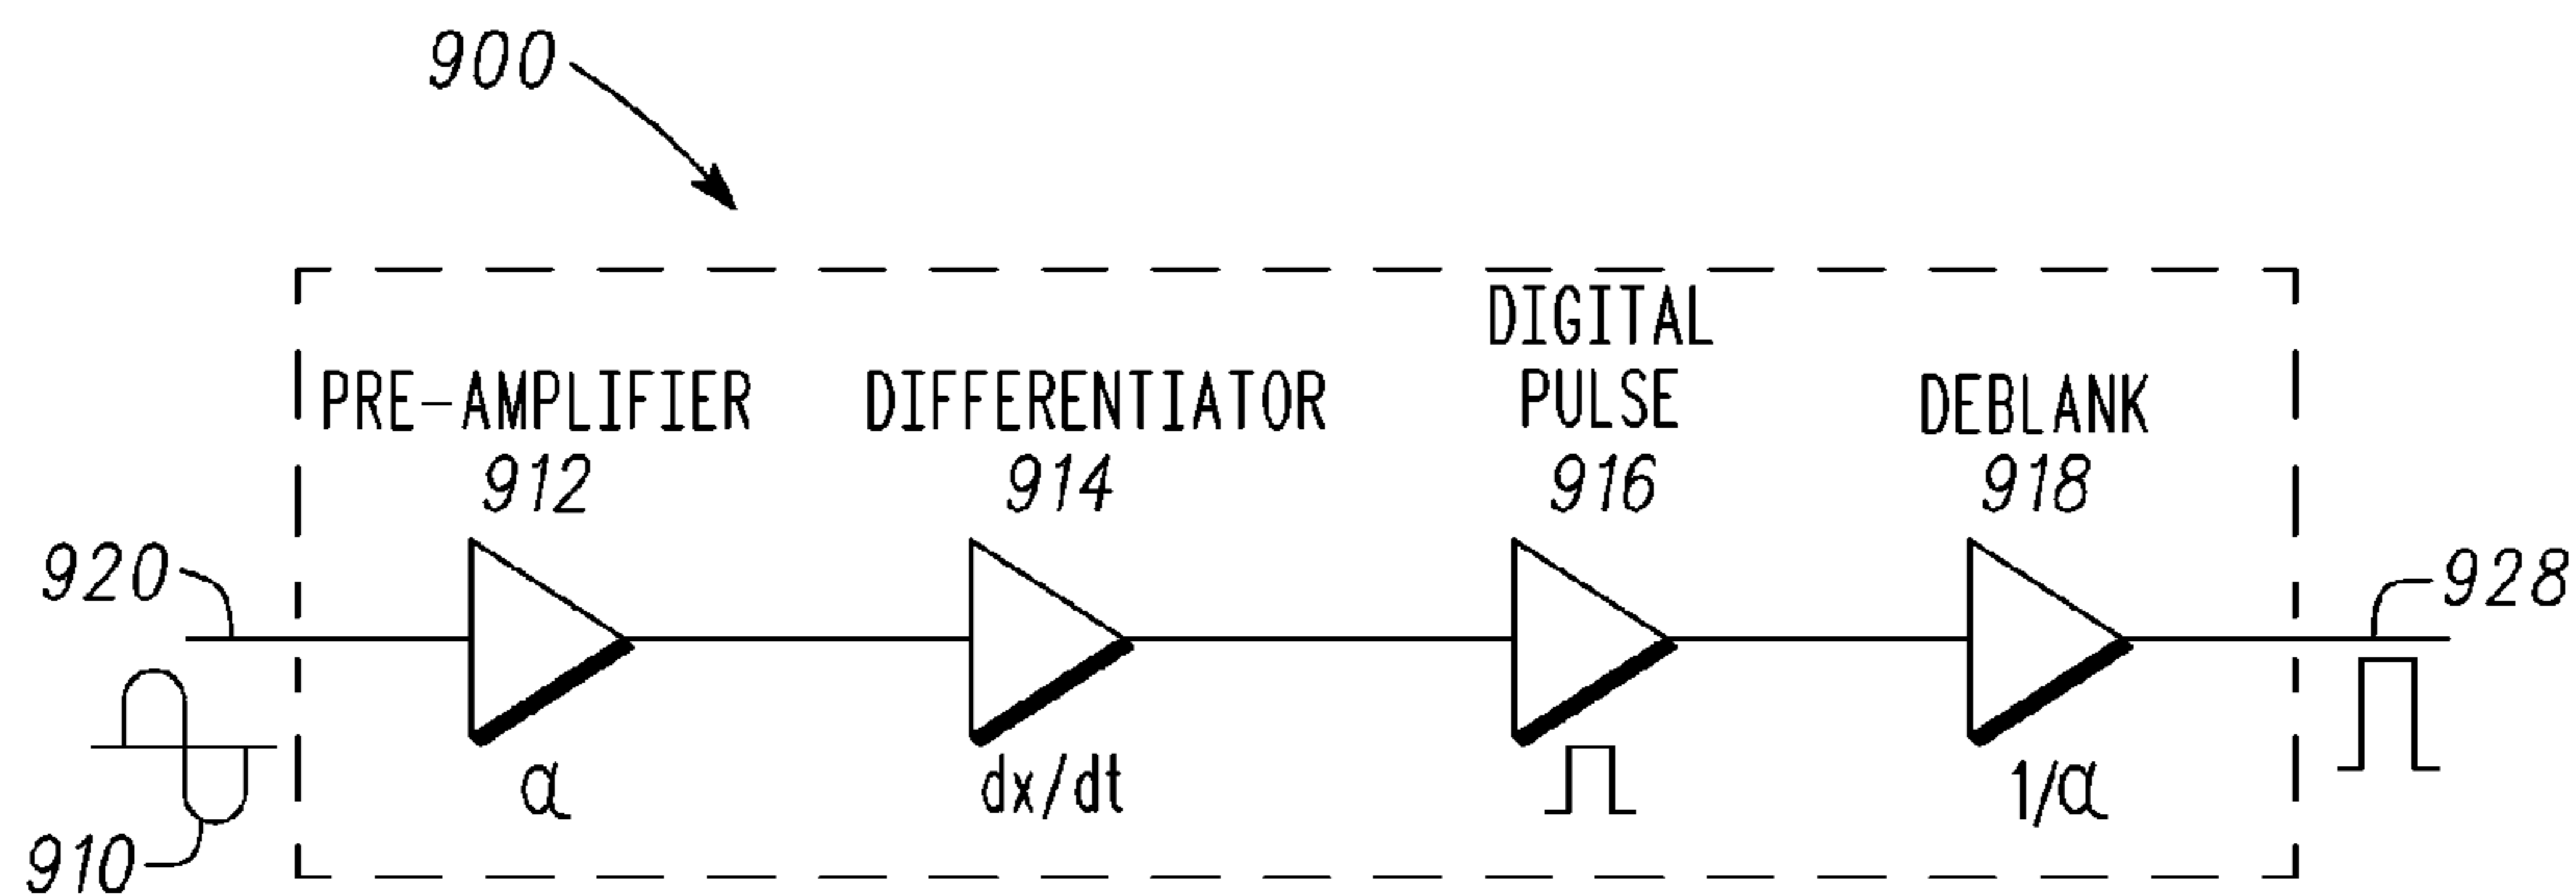 900
DIGITAL
PRE-AMPLIFIER DIFFERENTIATOR PULSE DEBLANK
912 914 916 918
920 928
α dx/dt 1/α
910